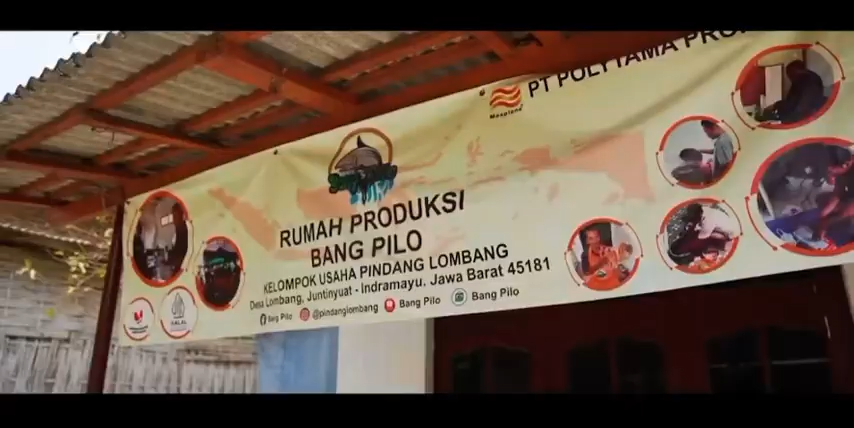 PT POLYTAMA PRO
Masplene
RUMAH PRODUKSI
BANG PILO
KELOMPOK USAHA PINDANG LOMBANG
Desa Lombang, Juntinyuat - Indramayu. Jawa Barat 45181
Bang Pilo @pindanglombang Bang Pilo Bang Pilo
HALAL